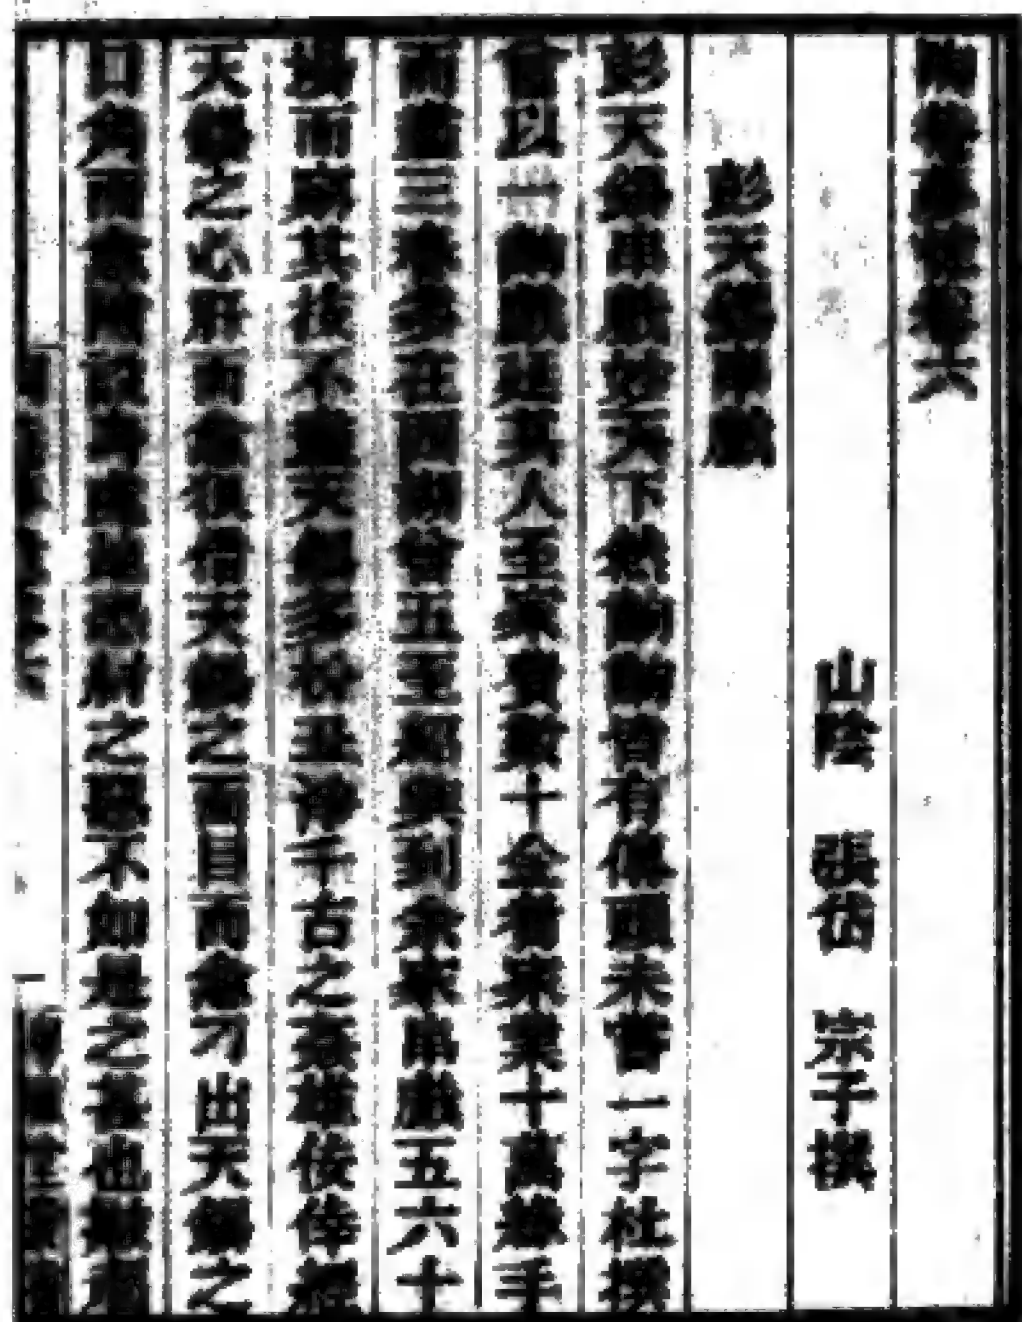 陶菴夢憶卷六
山陰 張岱 宗子撰
彭天錫串戲
彭天錫串戲妙天下然齣齣皆有傳頭未嘗一字杜撰
曾以一齣戲延其人至家費數十金者家業十萬緣手
而盡三春多在西湖曾五至紹興到余家串戲五六十
場而窮其技不盡天錫多扮丑淨千古之奸雄佞倖經
天錫之心肝而愈狠借天錫之面目而愈刁出天錫之
口角而愈險設身處地恐紂之惡不如是之甚也皺眉